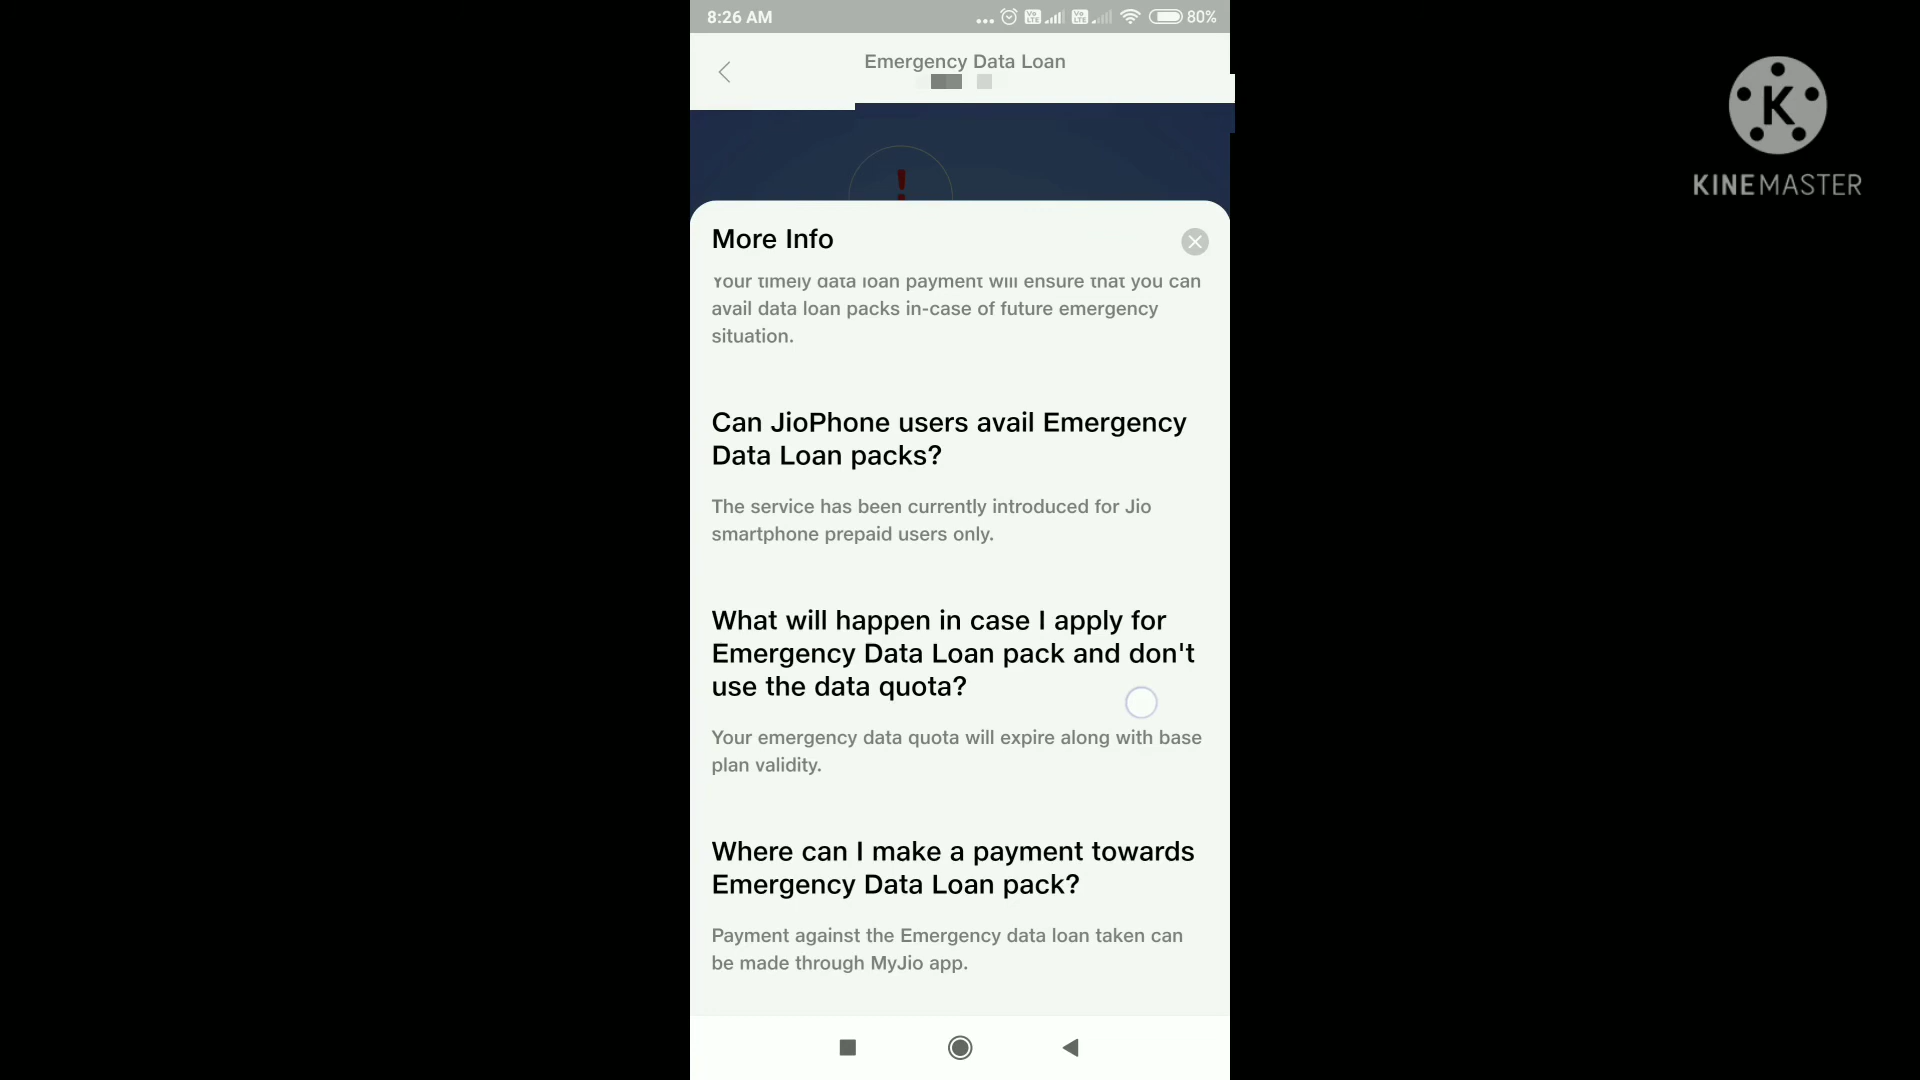 8:26 AM
Vo LTE
Vo LTE
80%
Emergency Data Loan
!
K
KINEMASTER
More Info
Your timely data loan payment will ensure that you can
avail data loan packs in-case of future emergency
situation.
Can JioPhone users avail Emergency
Data Loan packs?
The service has been currently introduced for Jio
smartphone prepaid users only.
What will happen in case I apply for
Emergency Data Loan pack and don't
use the data quota?
Your emergency data quota will expire along with base
plan validity.
Where can I make a payment towards
Emergency Data Loan pack?
Payment against the Emergency data loan taken can
be made through MyJio app.